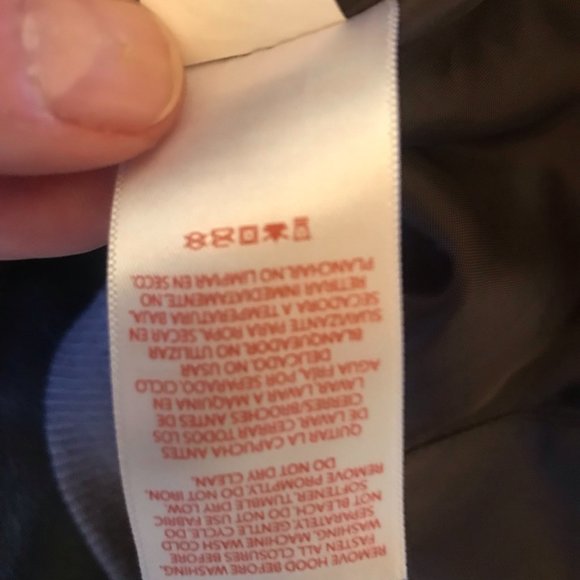 REMOVE HOOD BEFORE WASHING.
FASTEN ALL CLOSURES BEFORE
WASHING. MACHINE WASH COLD
SEPARATELY, GENTLE CYCLE. DO
NOT BLEACH. DO NOT USE FABRIC
SOFTENER. TUMBLE DRY LOW.
REMOVE PROMPTLY. DO NOT IRON.
DO NOT DRY CLEAN.
QUITAR LA CAPUCHA ANTES
DE LAVAR. CERRAR TODOS LOS
CIERRES/BROCHES ANTES DE
LAVAR. LAVAR A MÁQUINA EN
AGUA FRÍA, POR SEPARADO, CICLO
DELICADO. NO USAR
BLANQUEADOR. NO UTILIZAR
SUAVIZANTE PARA ROPA. SECAR EN
SECADORA A TEMPERATURA BAJA.
RETIRAR INMEDIATAMENTE. NO
PLANCHAR. NO LIMPIAR EN SECO.